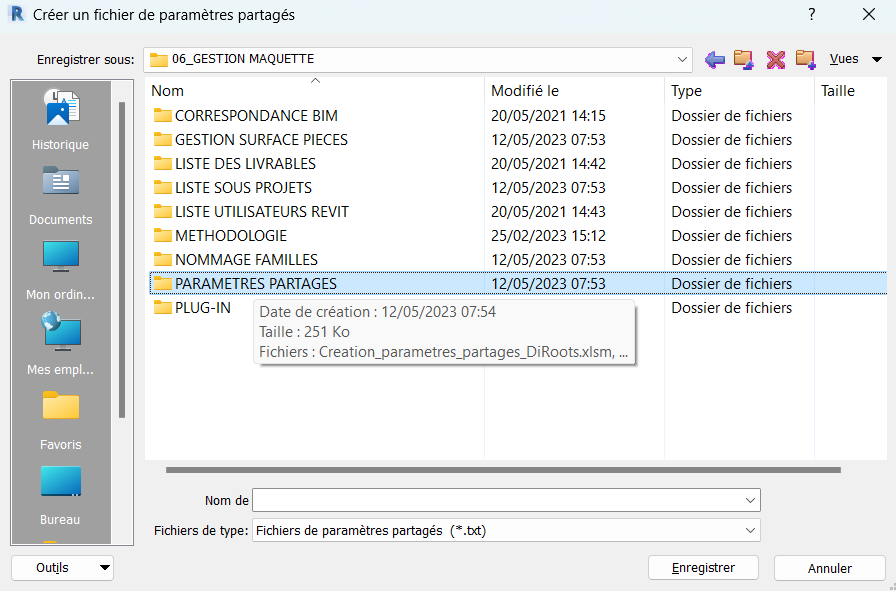 Créer un fichier de paramètres partagés ?
Enregistrer sous: 06_GESTION MAQUETTE Vues
Historique
Documents
Mon ordin...
Mes empl...
Favoris
Bureau
Nom Modifié le Type Taille
CORRESPONDANCE BIM 20/05/2021 14:15 Dossier de fichiers
GESTION SURFACE PIECES 12/05/2023 07:53 Dossier de fichiers
LISTE DES LIVRABLES 20/05/2021 14:42 Dossier de fichiers
LISTE SOUS PROJETS 12/05/2023 07:53 Dossier de fichiers
LISTE UTILISATEURS REVIT 20/05/2021 14:43 Dossier de fichiers
METHODOLOGIE 25/02/2023 15:12 Dossier de fichiers
NOMMAGE FAMILLES 12/05/2023 07:53 Dossier de fichiers
PARAMETRES PARTAGES 12/05/2023 07:53 Dossier de fichiers
PLUG-IN Dossier de fichiers
Date de création : 12/05/2023 07:54
Taille : 251 Ko
Fichiers : Creation_parametres_partages_DiRoots.xlsm, ...
Nom de
Fichiers de type: Fichiers de paramètres partagés (*.txt)
Outils Enregistrer Annuler